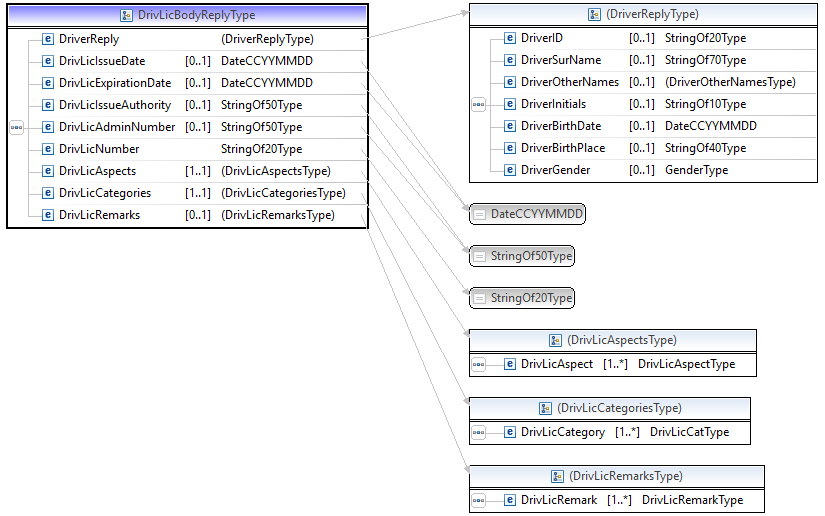 DrivLicBodyReplyType
DriverReply (DriverReplyType)
DrivLicIssueDate [0..1] DateCCYYMMDD
DrivLicExpirationDate [0..1] DateCCYYMMDD
DrivLicIssueAuthority [0..1] StringOf50Type
DrivLicAdminNumber [0..1] StringOf50Type
DrivLicNumber StringOf20Type
DrivLicAspects [1..1] (DrivLicAspectsType)
DrivLicCategories [1..1] (DrivLicCategoriesType)
DrivLicRemarks [0..1] (DrivLicRemarksType)
(DriverReplyType)
DriverID [0..1] StringOf20Type
DriverSurName [0..1] StringOf70Type
DriverOtherNames [0..1] (DriverOtherNamesType)
DriverInitials [0..1] StringOf10Type
DriverBirthDate [0..1] DateCCYYMMDD
DriverBirthPlace [0..1] StringOf40Type
DriverGender [0..1] GenderType
DateCCYYMMDD
StringOf50Type
StringOf20Type
(DrivLicAspectsType)
DrivLicAspect [1..*] DrivLicAspectType
(DrivLicCategoriesType)
DrivLicCategory [1..*] DrivLicCatType
(DrivLicRemarksType)
DrivLicRemark [1..*] DrivLicRemarkType